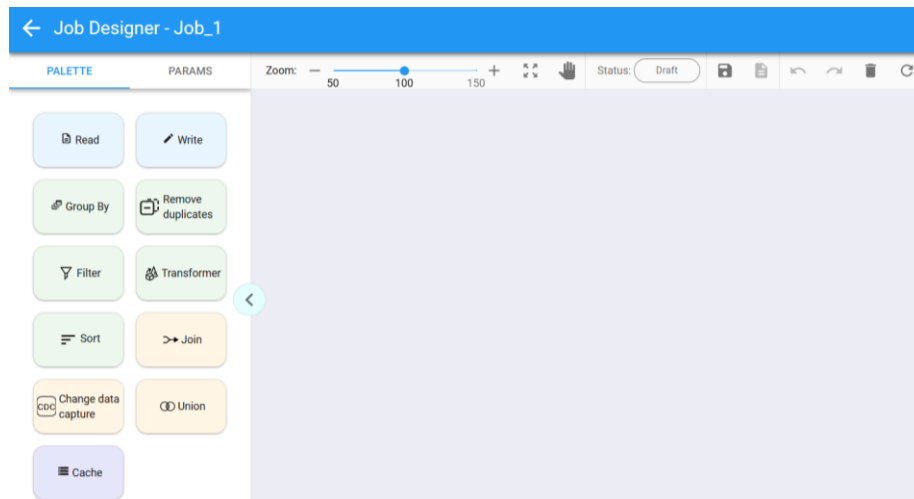 Job Designer - Job_1
PALETTE
PARAMS
Zoom:
50
100
150
Status:
Draft
Read
Write
Group By
Remove
duplicates
Filter
Transformer
Sort
Join
CDC
Change data
capture
Union
Cache